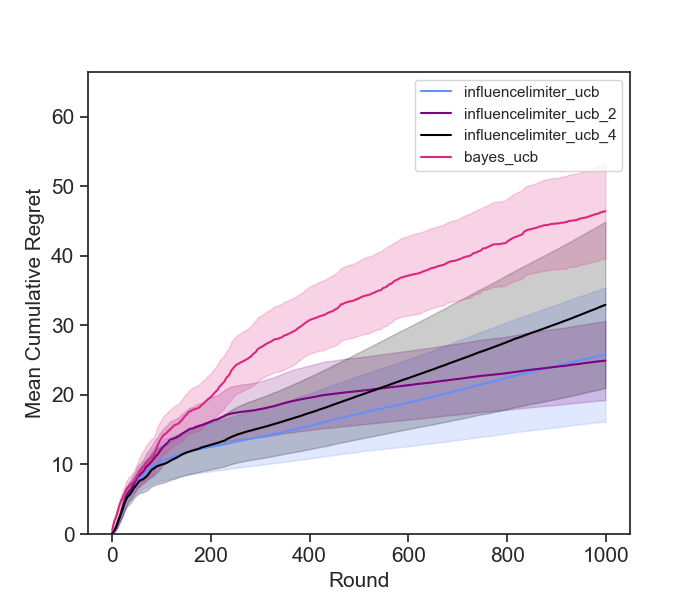 influencelimiter_ucb
influencelimiter_ucb_2
influencelimiter_ucb_4
bayes_ucb
Mean Cumulative Regret
60
50
40
30
20
10
0
0 200 400 600 800 1000
Round